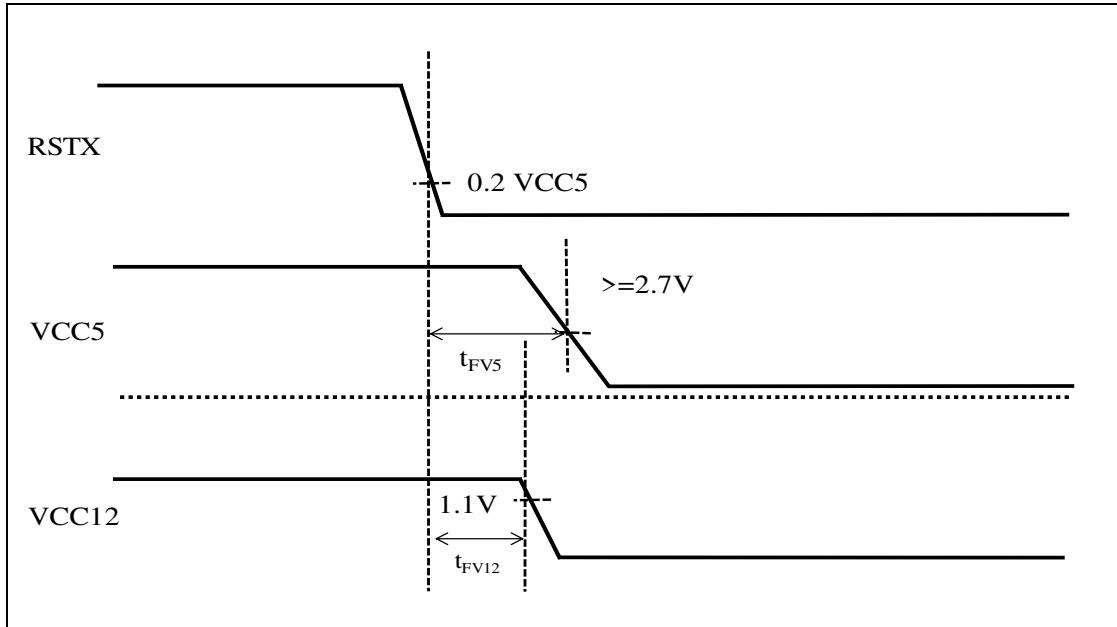 RSTX
0.2 VCC5
>=2.7V
VCC5
tFV5
1.1V
VCC12
tFV12